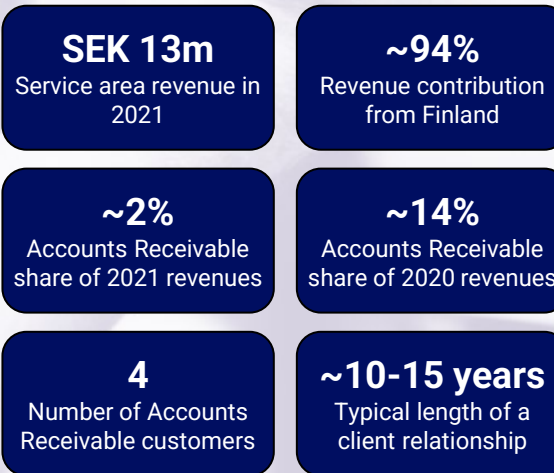 SEK 13m
Service area revenue in
2021
~94%
Revenue contribution
from Finland
~2%
Accounts Receivable
share of 2021 revenues
~14%
Accounts Receivable
share of 2020 revenues
4
Number of Accounts
Receivable customers
~10-15 years
Typical length of a
client relationship